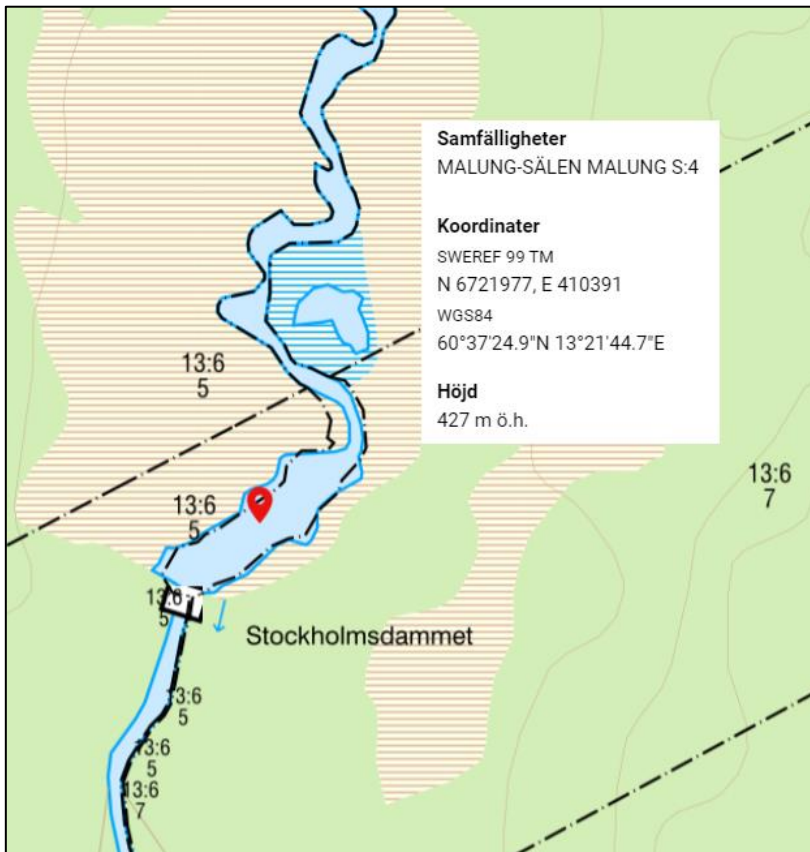 Samfälligheter
MALUNG-SÄLEN MALUNG S:4
Koordinater
SWEREF 99 TM
N 6721977, E 410391
WGS84
60°37'24.9"N 13°21'44.7"E
Höjd
427 m ö.h.
13:6
5
13:6
7
13:6
5
13:6
5
Stockholmsdammet
13:6
5
13:6
5
13:6
7